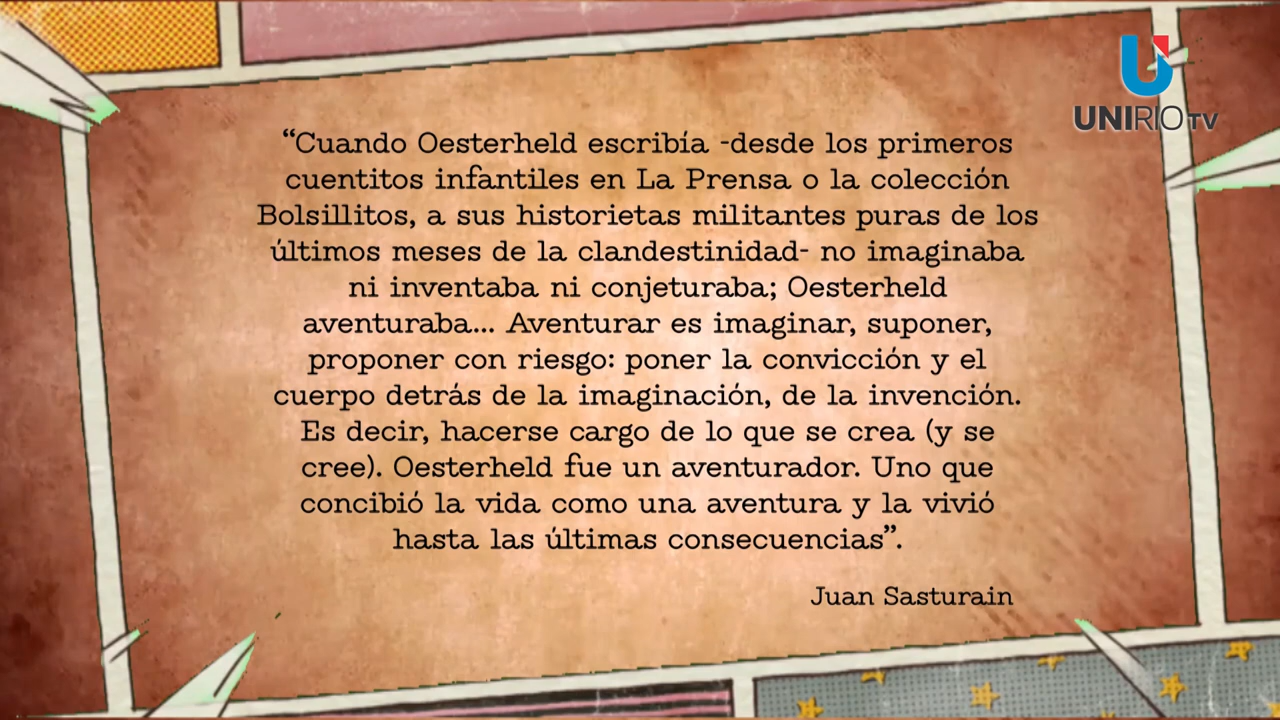 UNIRIO TV
“Cuando Oesterheld escribía -desde los primeros
cuentitos infantiles en La Prensa o la colección
Bolsillitos, a sus historietas militantes puras de los
últimos meses de la clandestinidad- no imaginaba
ni inventaba ni conjeturaba; Oesterheld
aventuraba... Aventurar es imaginar, suponer,
proponer con riesgo: poner la convicción y el
cuerpo detrás de la imaginación, de la invención.
Es decir, hacerse cargo de lo que se crea (y se
cree). Oesterheld fue un aventurador. Uno que
concibió la vida como una aventura y la vivió
hasta las últimas consecuencias”.
Juan Sasturain